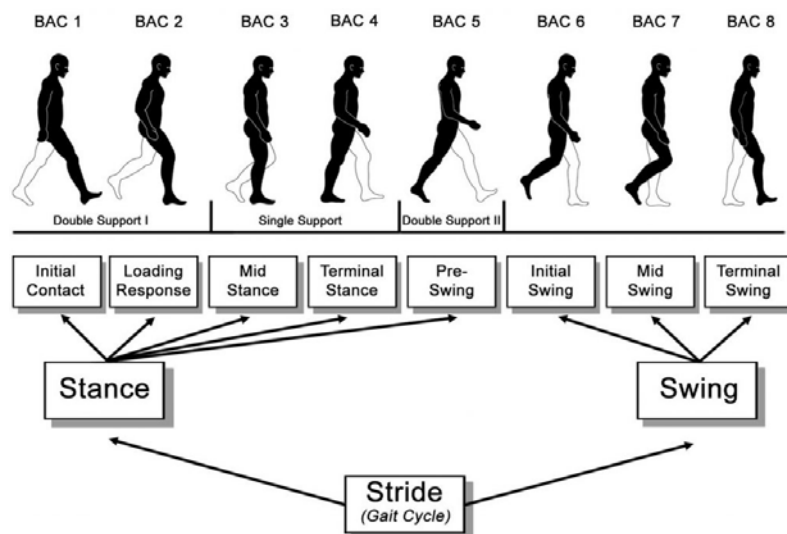 BAC 1 BAC 2 BAC 3 BAC 4 BAC 5 BAC 6 BAC 7 BAC 8
Double Support I Single Support Double Support II
Initial Contact
Loading Response
Mid Stance
Terminal Stance
Pre-Swing
Initial Swing
Mid Swing
Terminal Swing
Stance
Swing
Stride
(Gait Cycle)